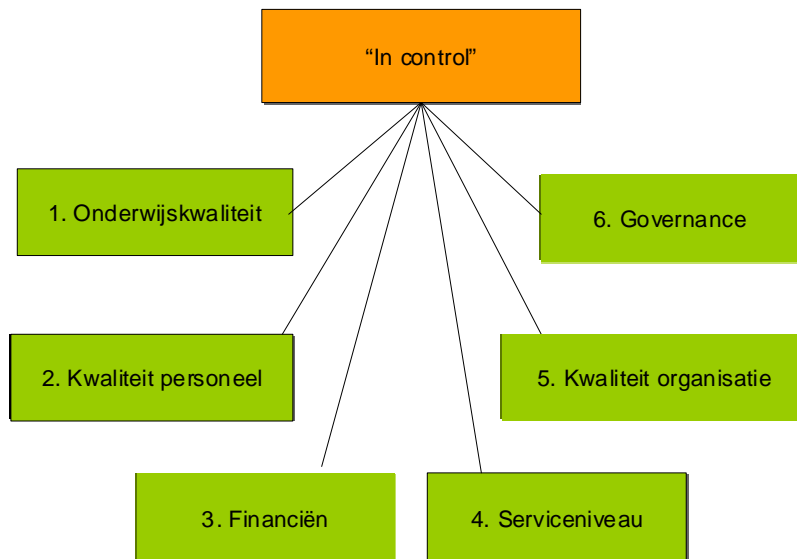 “In control”
1. Onderwijskwaliteit
6. Governance
2. Kwaliteit personeel
5. Kwaliteit organisatie
3. Financiën
4. Serviceniveau